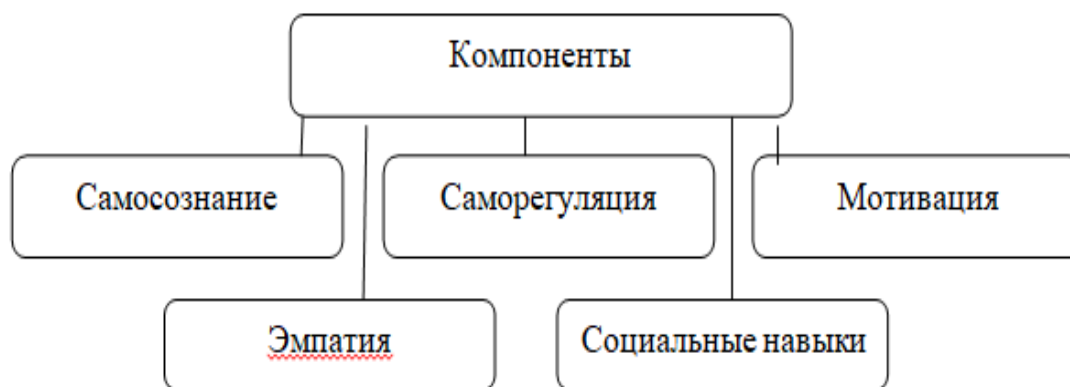 Компоненты
Самосознание
Саморегуляция
Мотивация
Эмпатия
Социальные навыки